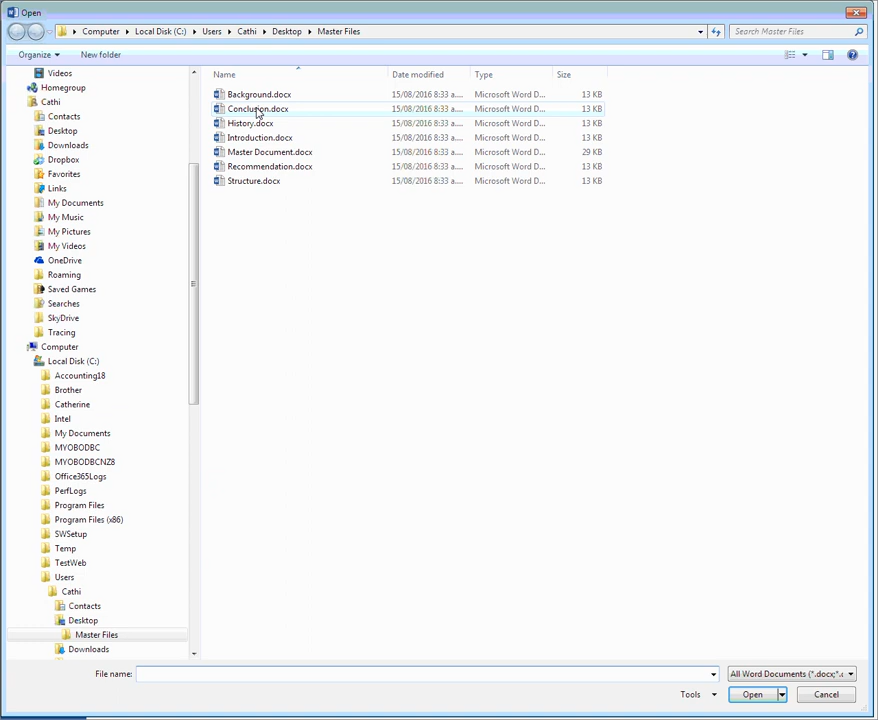 Open
Computer Local Disk (C:) Users Cathi Desktop Master Files Search Master Files
Organize New folder
Name Date modified Type Size
Background.docx 15/08/2016 8:33 a.... Microsoft Word D... 13 KB
Conclusion.docx 15/08/2016 8:33 a.... Microsoft Word D... 13 KB
History.docx 15/08/2016 8:33 a.... Microsoft Word D... 13 KB
Introduction.docx 15/08/2016 8:33 a.... Microsoft Word D... 13 KB
Master Document.docx 15/08/2016 8:33 a.... Microsoft Word D... 29 KB
Recommendation.docx 15/08/2016 8:33 a.... Microsoft Word D... 13 KB
Structure.docx 15/08/2016 8:33 a.... Microsoft Word D... 13 KB
Videos
Homegroup
Cathi
Contacts
Desktop
Downloads
Dropbox
Favorites
Links
My Documents
My Music
My Pictures
My Videos
OneDrive
Roaming
Saved Games
Searches
SkyDrive
Tracing
Computer
Local Disk (C:)
Accounting18
Brother
Catherine
Intel
My Documents
MYOBODBC
MYOBODBCNZ8
Office365Logs
PerfLogs
Program Files
Program Files (x86)
SWSetup
Temp
TestWeb
Users
Cathi
Contacts
Desktop
Master Files
Downloads
File name: All Word Documents (*.docx;*.c
Tools Open Cancel